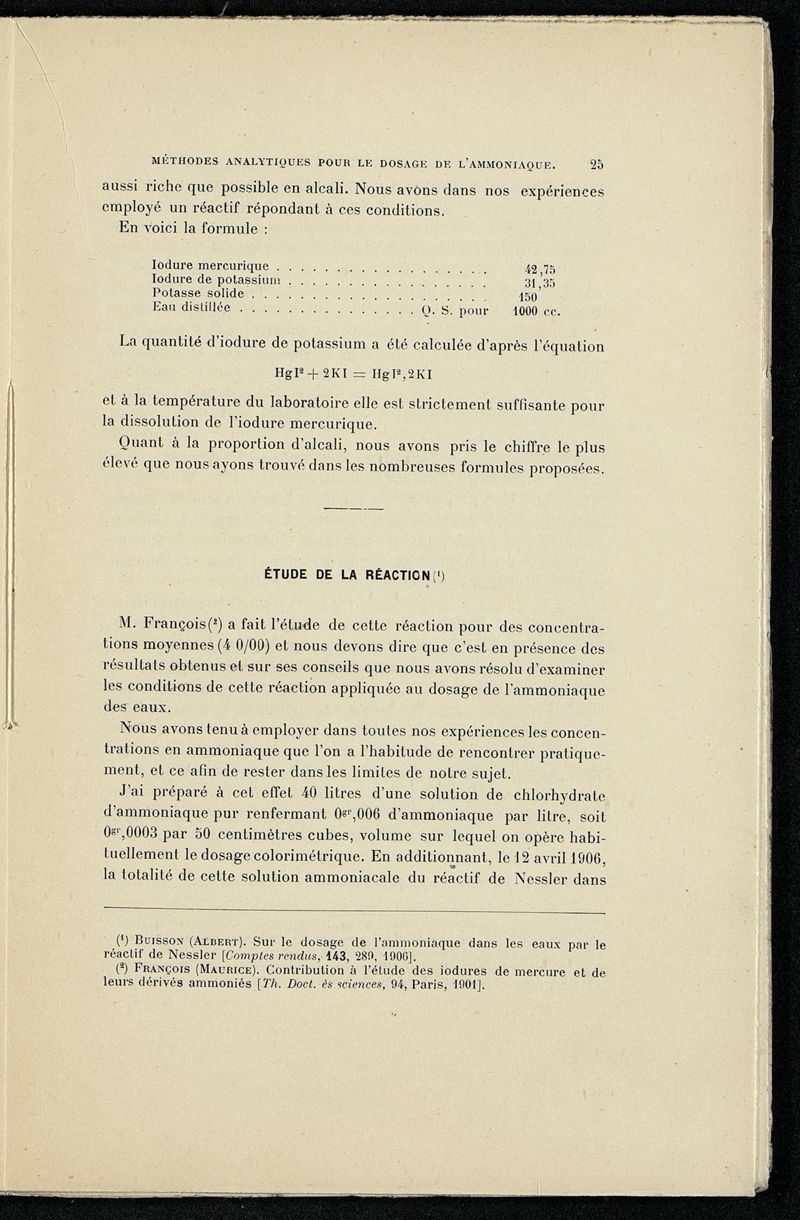 MÉTHODES ANALYTIQUES POUR LE DOSAGE DE L'AMMONIAQUE. 25
aussi riche que possible en alcali. Nous avons dans nos expériences
employé un réactif répondant à ces conditions.
En voici la formule :
Iodure mercurique . . . . . . . . . . . . . . . . . . 42,75
Iodure de potassium . . . . . . . . . . . . . . . . . 31,35
Potasse solide . . . . . . . . . . . . . . . . . . . . 150
Eau distillée . . . . . . . . . . . . . . . Q. S. pour 1000 cc.
La quantité d'iodure de potassium a été calculée d'après l'équation
HgI² + 2KI = HgI²,2KI
et à la température du laboratoire elle est strictement suffisante pour
la dissolution de l'iodure mercurique.
Quant à la proportion d'alcali, nous avons pris le chiffre le plus
élevé que nous ayons trouvé dans les nombreuses formules proposées.
ÉTUDE DE LA RÉACTION (¹)
M. François (²) a fait l'étude de cette réaction pour des concentra-
tions moyennes (4 0/00) et nous devons dire que c'est en présence des
résultats obtenus et sur ses conseils que nous avons résolu d'examiner
les conditions de cette réaction appliquée au dosage de l'ammoniaque
des eaux.
Nous avons tenu à employer dans toutes nos expériences les concen-
trations en ammoniaque que l'on a l'habitude de rencontrer pratique-
ment, et ce afin de rester dans les limites de notre sujet.
J'ai préparé à cet effet 40 litres d'une solution de chlorhydrate
d'ammoniaque pur renfermant 0ᵍʳ,006 d'ammoniaque par litre, soit
0ᵍʳ,0003 par 50 centimètres cubes, volume sur lequel on opère habi-
tuellement le dosage colorimétrique. En additionnant, le 12 avril 1906,
la totalité de cette solution ammoniacale du réactif de Nessler dans
(¹) BUISSON (ALBERT). Sur le dosage de l'ammoniaque dans les eaux par le
réactif de Nessler [Comptes rendus, 143, 289, 1906].
(²) FRANÇOIS (MAURICE). Contribution à l'étude des iodures de mercure et de
leurs dérivés ammoniés [Th. Doct. ès sciences, 94, Paris, 1901].